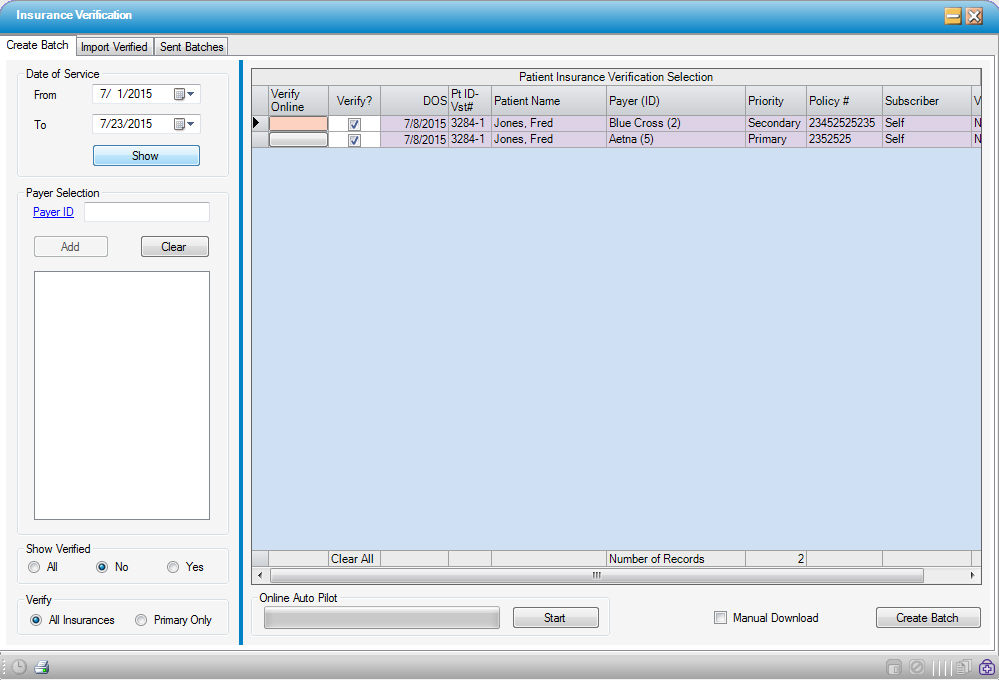 Insurance Verification
Create Batch Import Verified Sent Batches
Date of Service
From 7/ 1/2015
To 7/23/2015
Show
Payer Selection
Payer ID
Add Clear
Show Verified
All No Yes
Verify
All Insurances Primary Only
Patient Insurance Verification Selection
Verify Online Verify? DOS Pt ID-Vst# Patient Name Payer (ID) Priority Policy # Subscriber V
7/8/2015 3284-1 Jones, Fred Blue Cross (2) Secondary 23452525235 Self N
7/8/2015 3284-1 Jones, Fred Aetna (5) Primary 2352525 Self N
Clear All Number of Records 2
Online Auto Pilot
Start Manual Download Create Batch